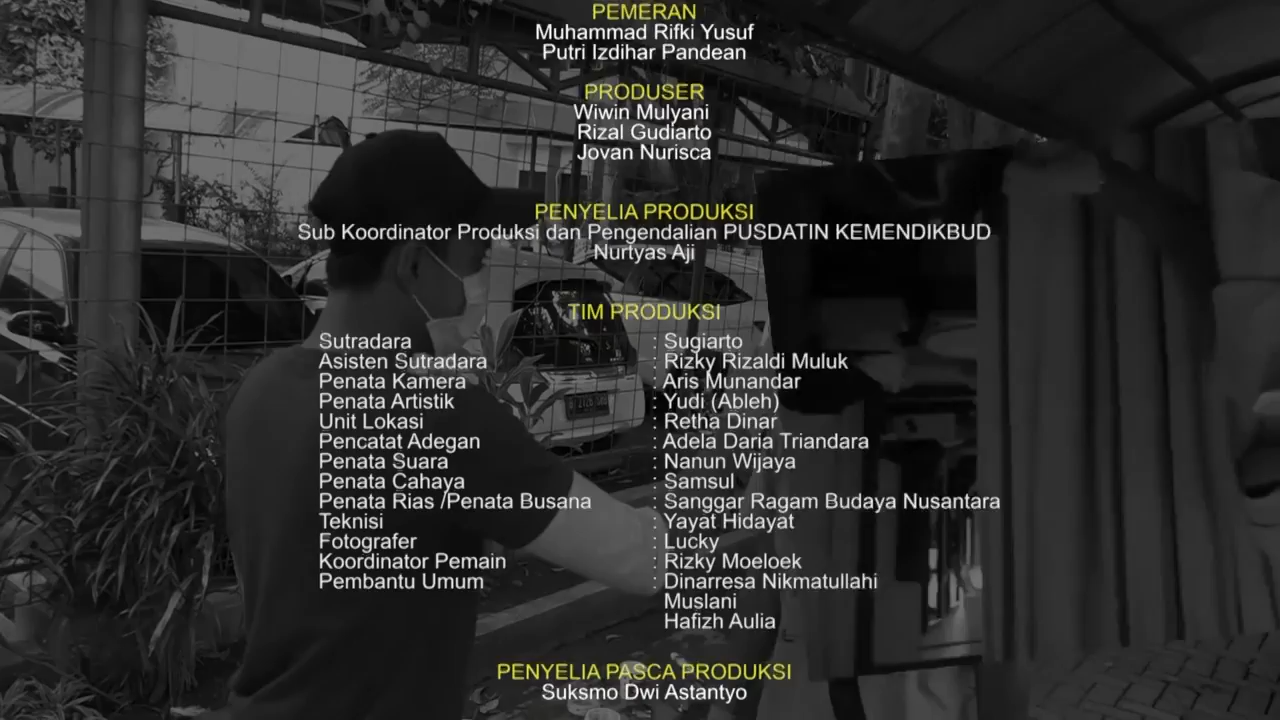 PEMERAN
Muhammad Rifki Yusuf
Putri Izdihar Pandean
PRODUSER
Wiwin Mulyani
Rizal Gudiarto
Jovan Nurisca
PENYELIA PRODUKSI
Sub Koordinator Produksi dan Pengendalian PUSDATIN KEMENDIKBUD
Nurtyas Aji
TIM PRODUKSI
Sutradara : Sugiarto
Asisten Sutradara : Rizky Rizaldi Muluk
Penata Kamera : Aris Munandar
Penata Artistik : Yudi (Ableh)
Unit Lokasi : Retha Dinar
Pencatat Adegan : Adela Daria Triandara
Penata Suara : Nanun Wijaya
Penata Cahaya : Samsul
Penata Rias /Penata Busana : Sanggar Ragam Budaya Nusantara
Teknisi : Yayat Hidayat
Fotografer : Lucky
Koordinator Pemain : Rizky Moeloek
Pembantu Umum : Dinarresa Nikmatullahi
Muslani
Hafizh Aulia
PENYELIA PASCA PRODUKSI
Suksmo Dwi Astantyo